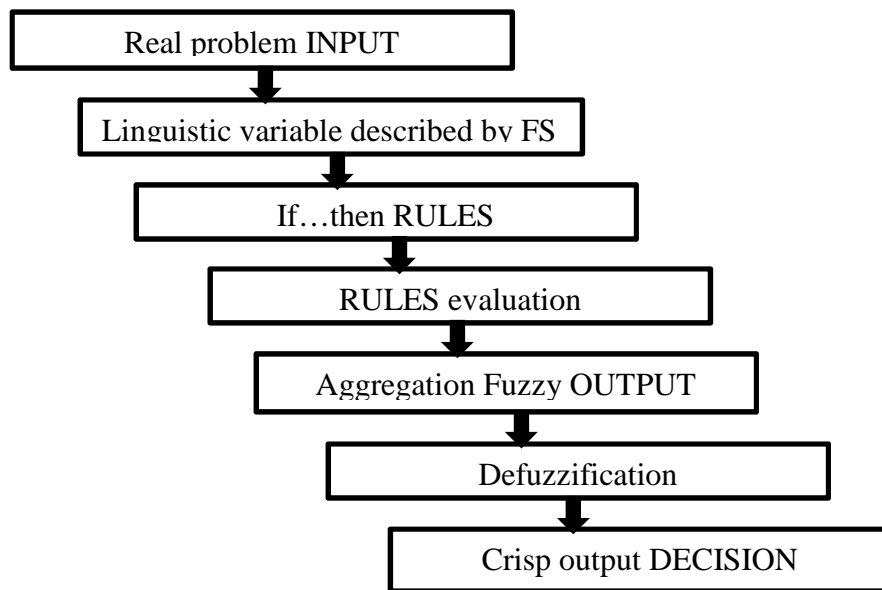 Real problem INPUT
Linguistic variable described by FS
If…then RULES
RULES evaluation
Aggregation Fuzzy OUTPUT
Defuzzification
Crisp output DECISION